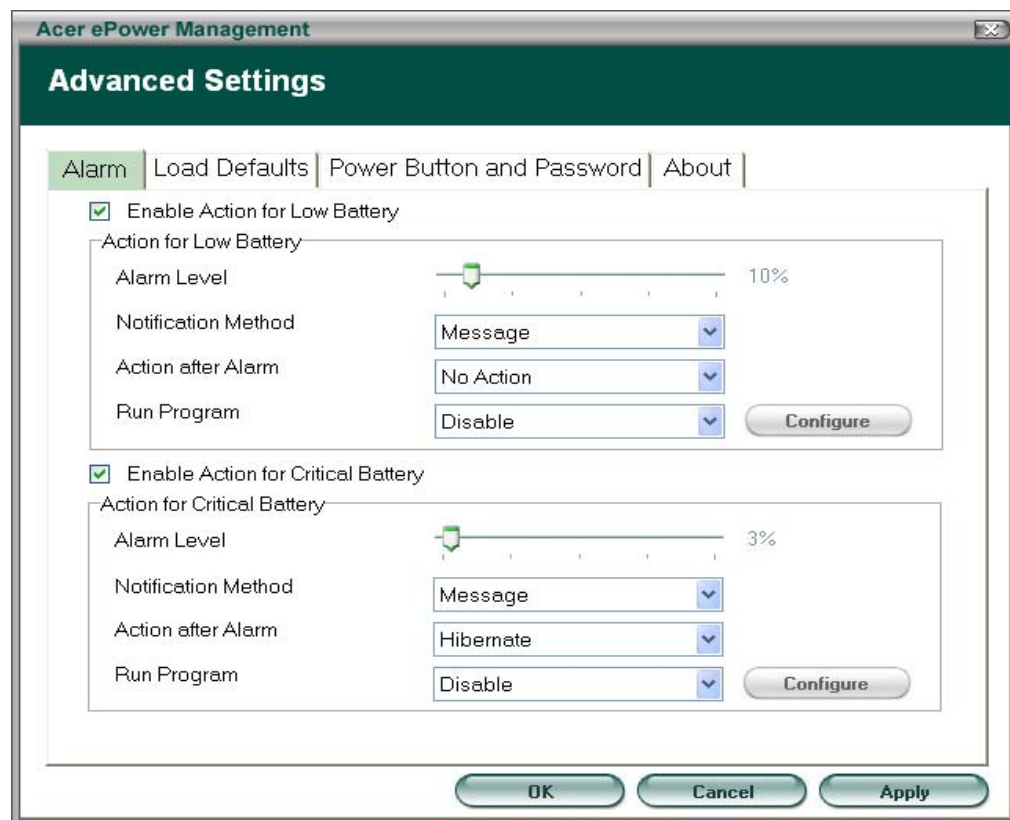 Acer ePower Management
Advanced Settings
Alarm Load Defaults Power Button and Password About
Enable Action for Low Battery
Action for Low Battery
Alarm Level 10%
Notification Method Message
Action after Alarm No Action
Run Program Disable Configure
Enable Action for Critical Battery
Action for Critical Battery
Alarm Level 3%
Notification Method Message
Action after Alarm Hibernate
Run Program Disable Configure
OK Cancel Apply